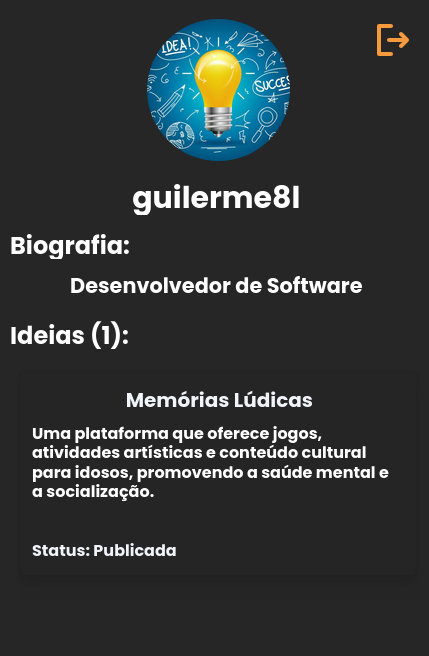 IDEA!
SUCCES
guilerme8l
Biografia:
Desenvolvedor de Software
Ideias (1):
Memórias Lúdicas
Uma plataforma que oferece jogos,
atividades artísticas e conteúdo cultural
para idosos, promovendo a saúde mental e
a socialização.
Status: Publicada